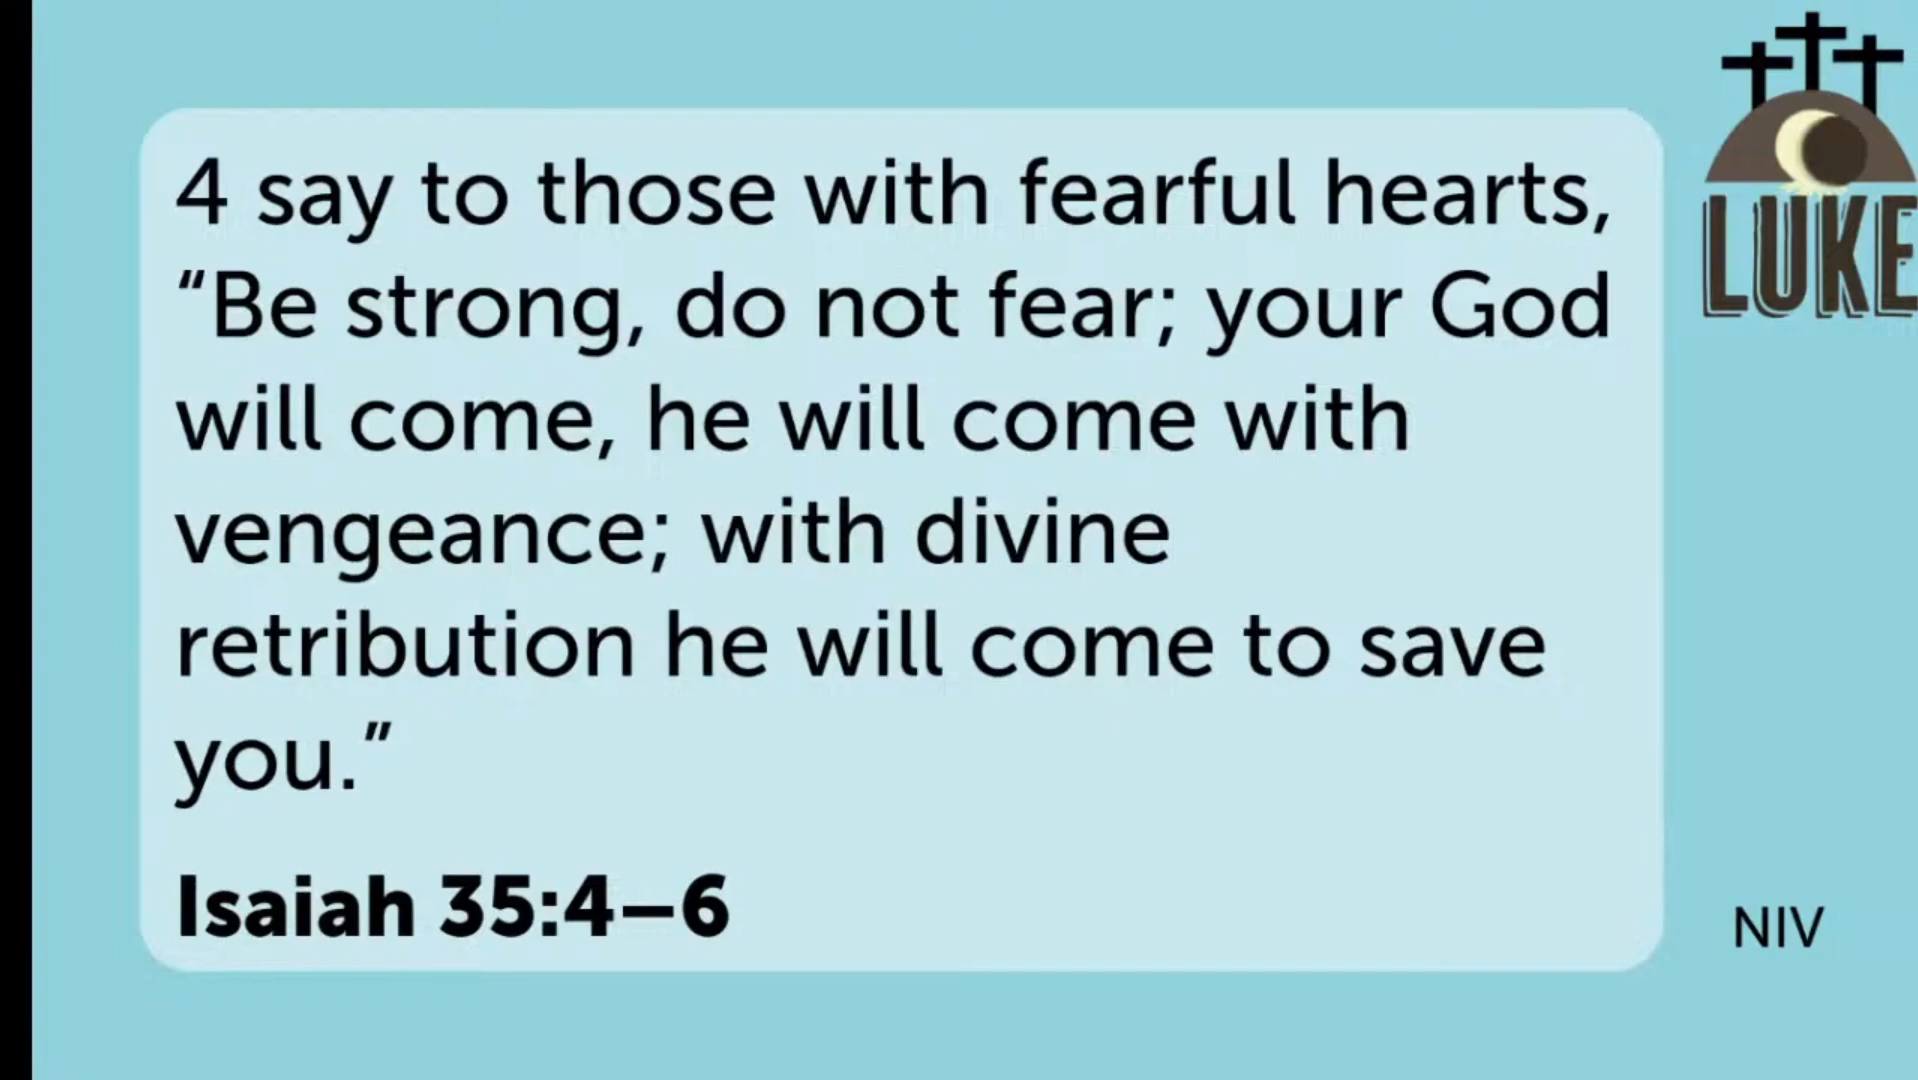 4 say to those with fearful hearts,
“Be strong, do not fear; your God
will come, he will come with
vengeance; with divine
retribution he will come to save
you.”
Isaiah 35:4–6
LUKE
NIV